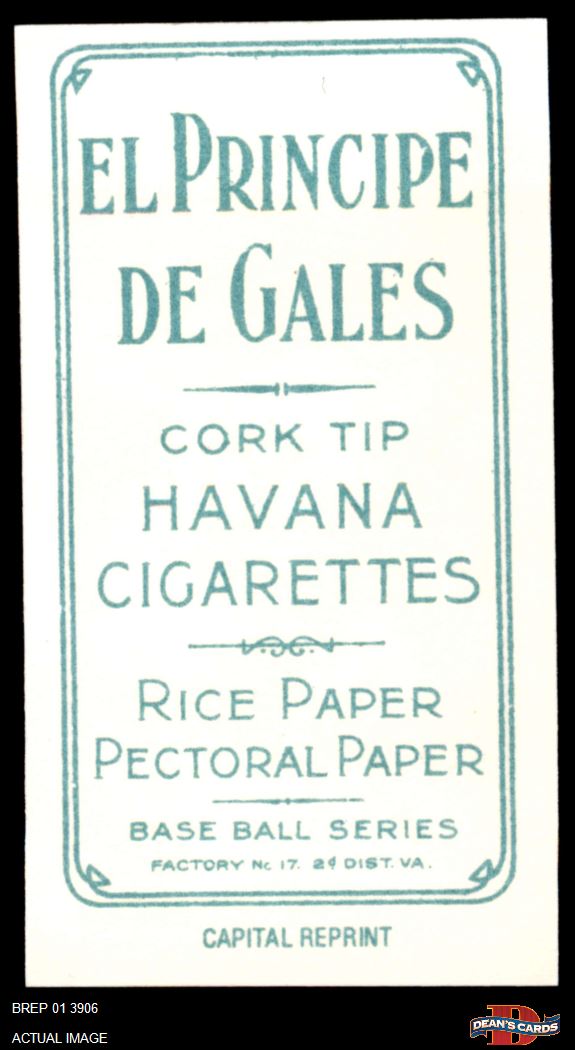 EL PRINCIPE
DE GALES
CORK TIP
HAVANA
CIGARETTES
RICE PAPER
PECTORAL PAPER
BASE BALL SERIES
FACTORY No 17. 2d DIST. VA.
CAPITAL REPRINT
BREP 01 3906
ACTUAL IMAGE
D
DEAN'S CARDS